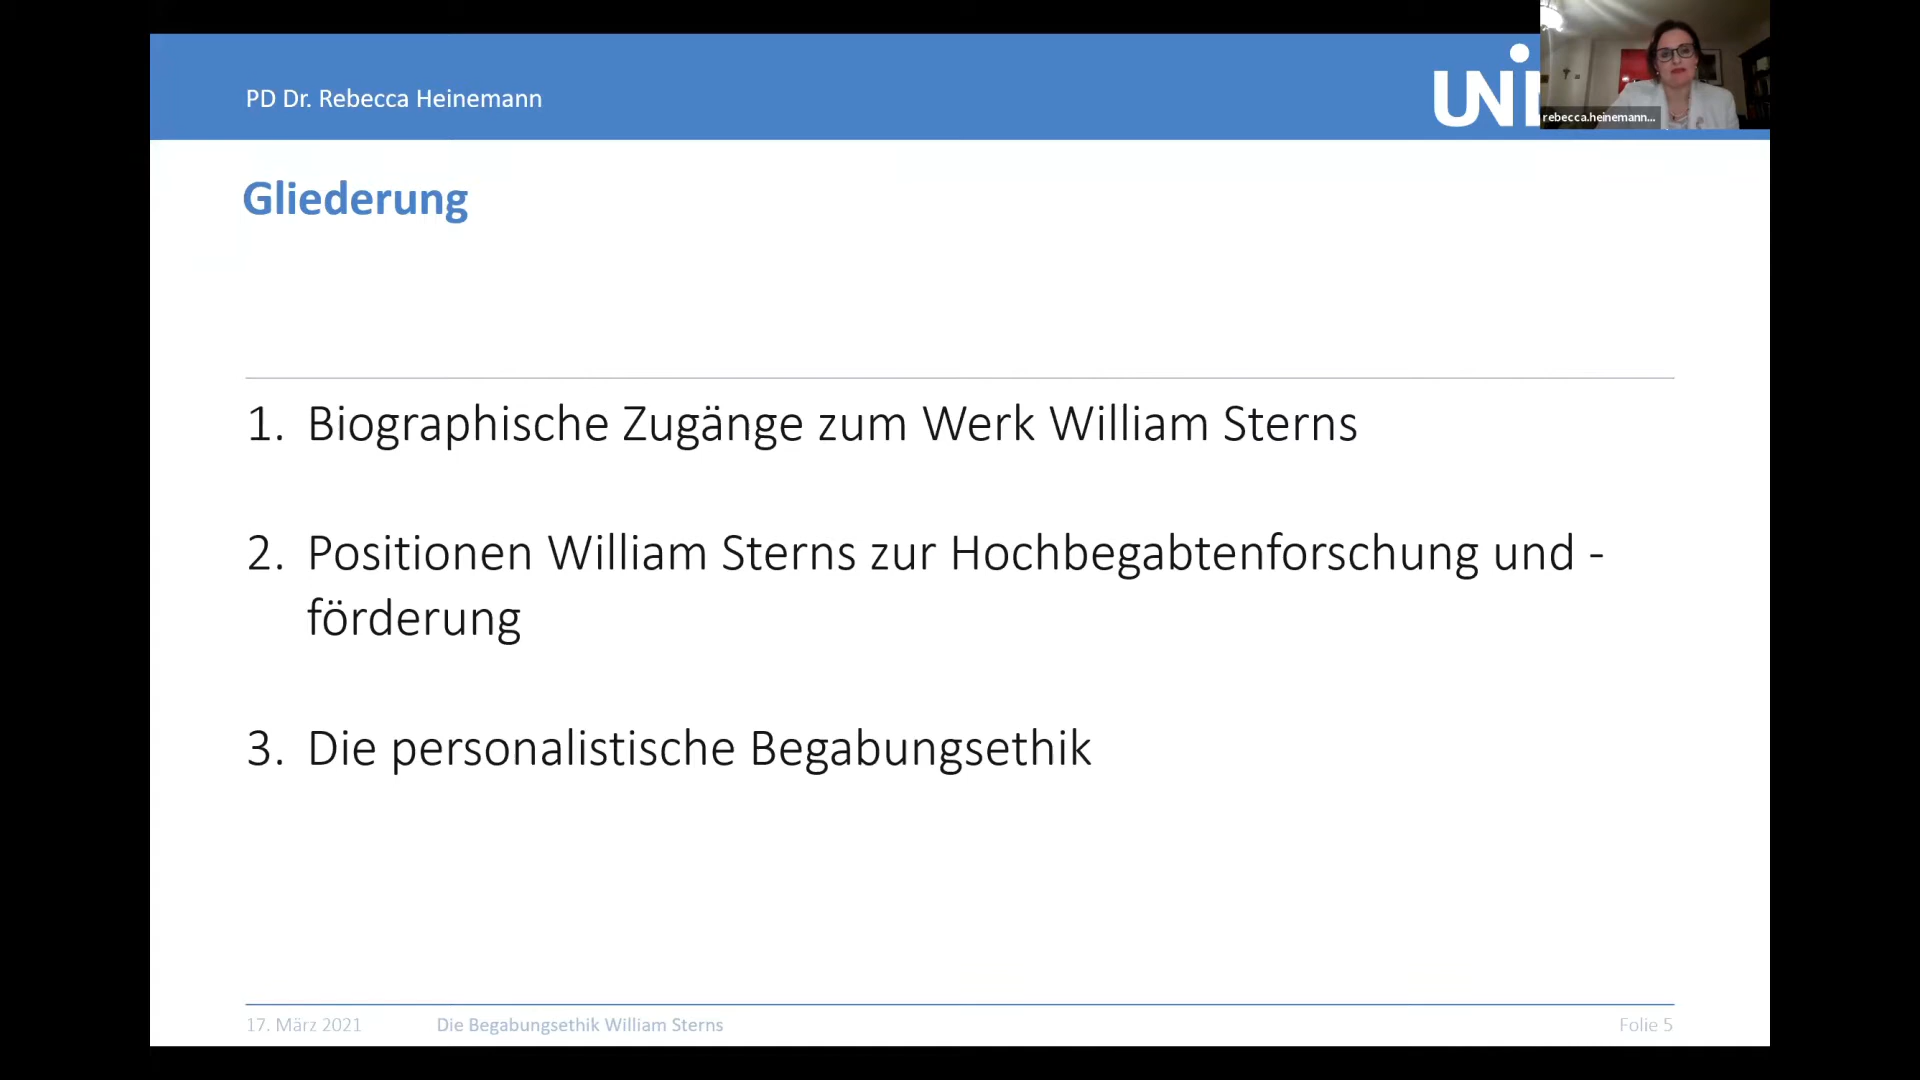 PD Dr. Rebecca Heinemann
UNI
rebecca.heinemann...
Gliederung
1. Biographische Zugänge zum Werk William Sterns
2. Positionen William Sterns zur Hochbegabtenforschung und -
förderung
3. Die personalistische Begabungsethik
17. März 2021 Die Begabungsethik William Sterns Folie 5